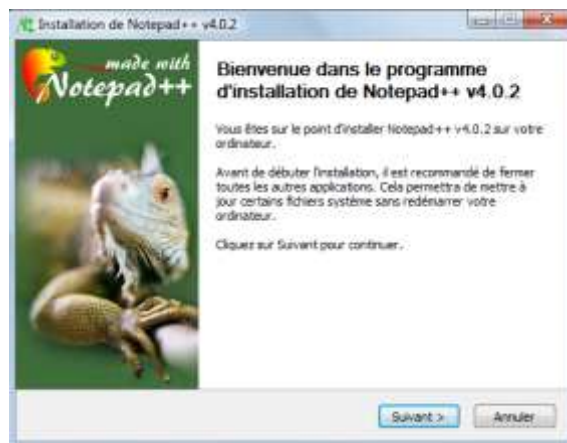 Installation de Notepad++ v4.0.2
made with
Notepad++
Bienvenue dans le programme
d'installation de Notepad++ v4.0.2
Vous êtes sur le point d'installer Notepad++ v4.0.2 sur votre
ordinateur.
Avant de débuter l'installation, il est recommandé de fermer
toutes les autres applications. Cela permettra de mettre à
jour certains fichiers système sans redémarrer votre
ordinateur.
Cliquez sur Suivant pour continuer.
Suivant >
Annuler